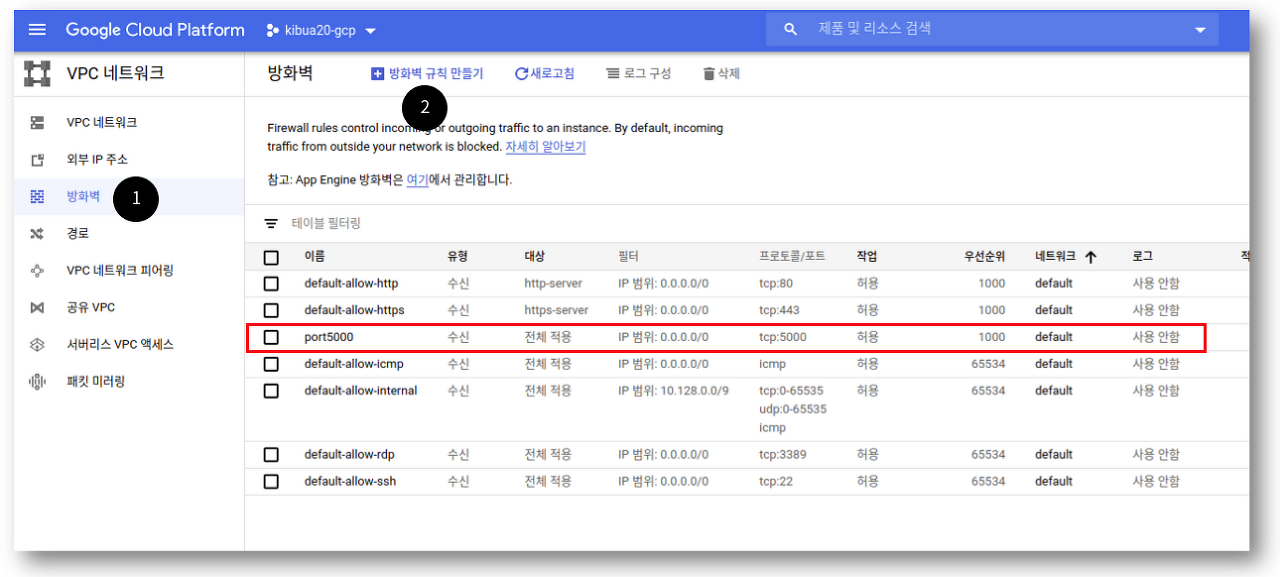 Google Cloud Platform kibua20-gcp 제품 및 리소스 검색
VPC 네트워크
방화벽 방화벽 규칙 만들기 새로고침 로그 구성 삭제
2
VPC 네트워크
외부 IP 주소
방화벽
1
경로
VPC 네트워크 피어링
공유 VPC
서버리스 VPC 액세스
패킷 미러링
Firewall rules control incoming or outgoing traffic to an instance. By default, incoming
traffic from outside your network is blocked. 자세히 알아보기
참고: App Engine 방화벽은 여기에서 관리합니다.
테이블 필터링
이름 유형 대상 필터 프로토콜/포트 작업 우선순위 네트워크 로그
default-allow-http 수신 http-server IP 범위: 0.0.0.0/0 tcp:80 허용 1000 default 사용 안함
default-allow-https 수신 https-server IP 범위: 0.0.0.0/0 tcp:443 허용 1000 default 사용 안함
port5000 수신 전체 적용 IP 범위: 0.0.0.0/0 tcp:5000 허용 1000 default 사용 안함
default-allow-icmp 수신 전체 적용 IP 범위: 0.0.0.0/0 icmp 허용 65534 default 사용 안함
default-allow-internal 수신 전체 적용 IP 범위: 10.128.0.0/9 tcp:0-65535 허용 65534 default 사용 안함
udp:0-65535
icmp
default-allow-rdp 수신 전체 적용 IP 범위: 0.0.0.0/0 tcp:3389 허용 65534 default 사용 안함
default-allow-ssh 수신 전체 적용 IP 범위: 0.0.0.0/0 tcp:22 허용 65534 default 사용 안함